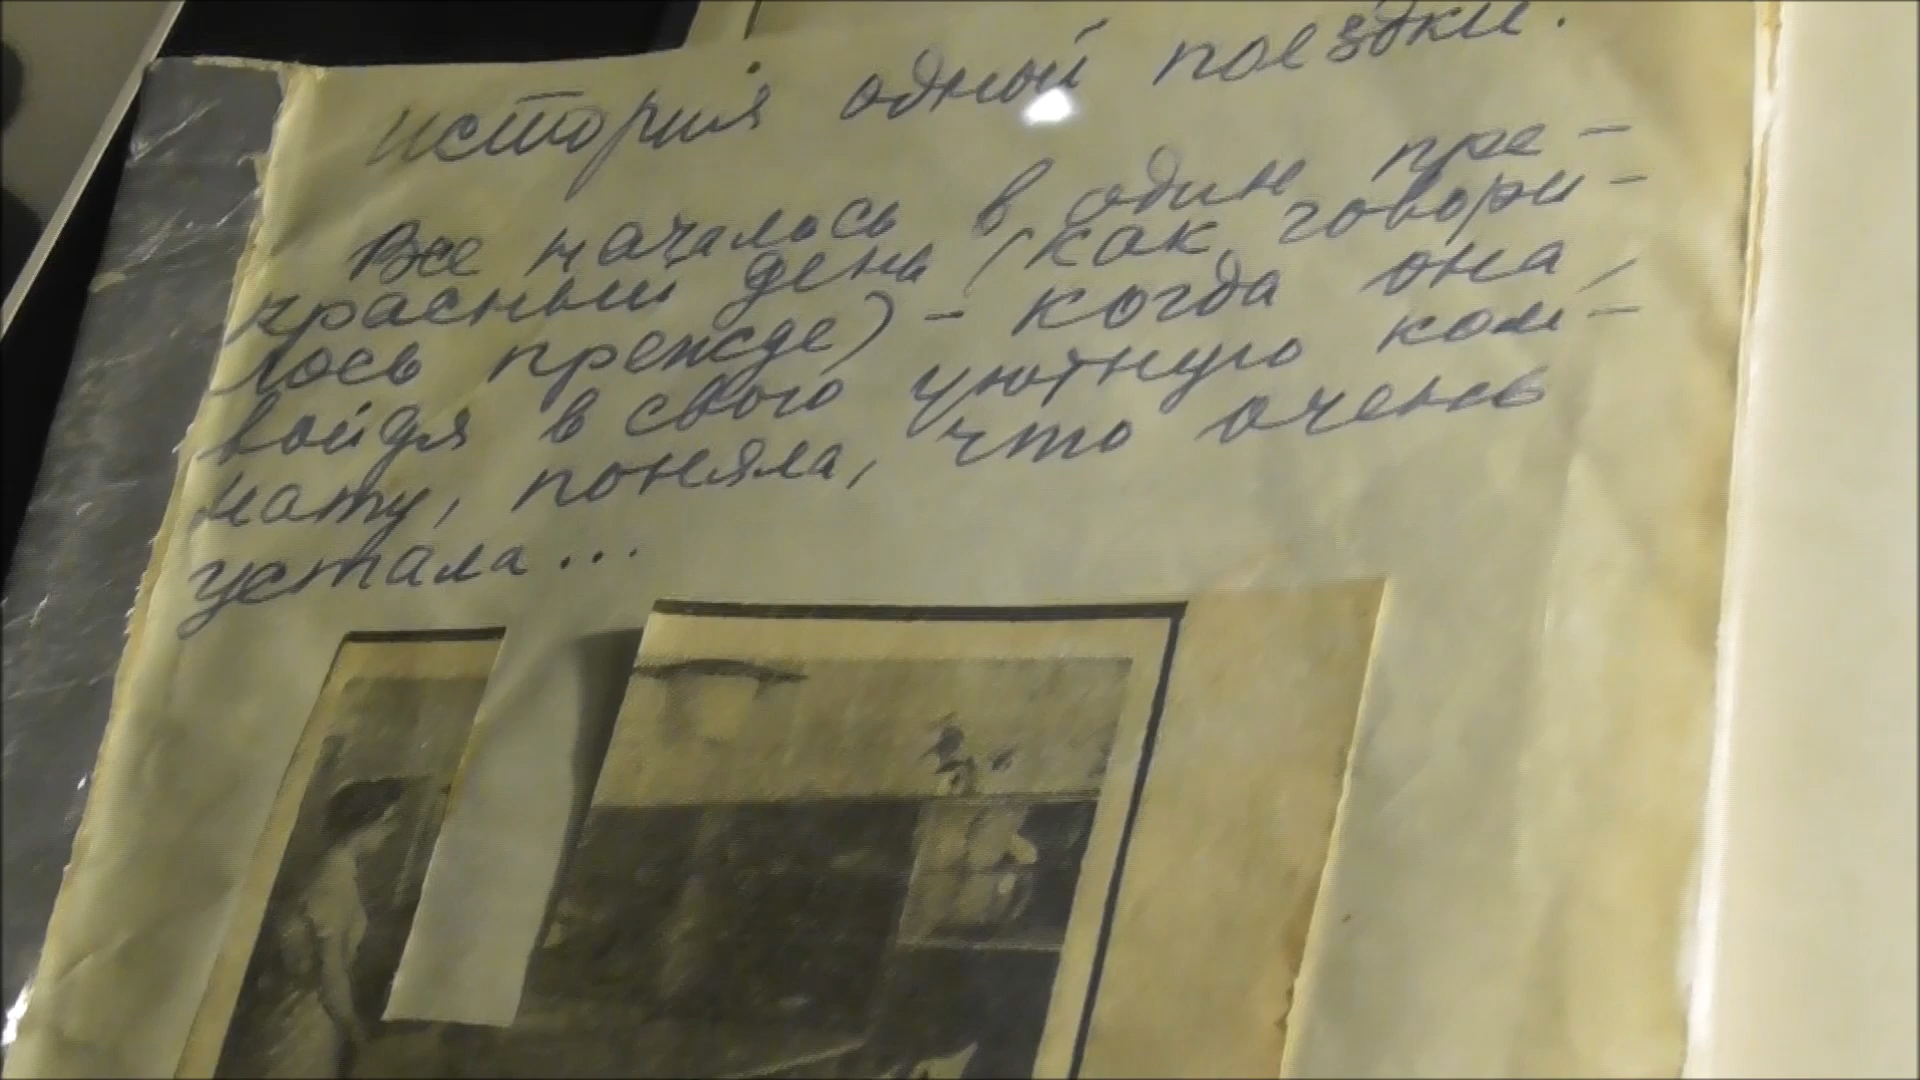 История одной поездки.
Все началось в один пре-
красный день (как говори-
лось прежде) - когда она,
войдя в свою уютную ком-
нату, поняла, что очень
устала...